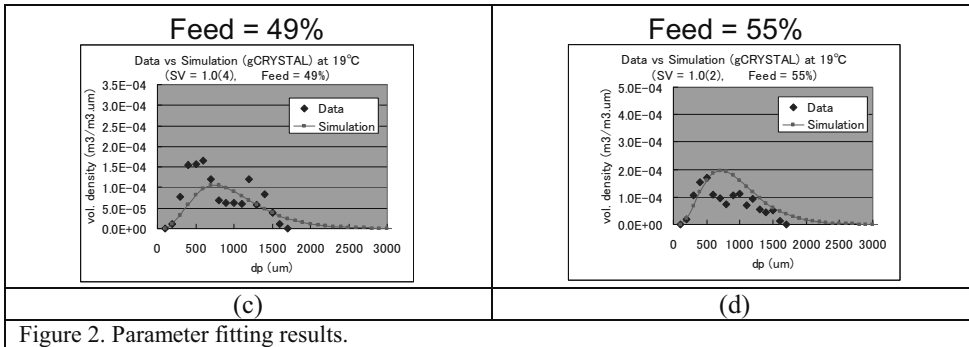 Feed = 49%
Data vs Simulation (gCRYSTAL) at 19℃
(SV = 1.0(4), Feed = 49%)
vol. density (m3/m3.um)
3.5E-04
3.0E-04
2.5E-04
2.0E-04
1.5E-04
1.0E-04
5.0E-05
0.0E+00
Data
Simulation
0 500 1000 1500 2000 2500 3000
dp (um)
(c)
Feed = 55%
Data vs Simulation (gCRYSTAL) at 19℃
(SV = 1.0(2), Feed = 55%)
vol. density (m3/m3.um)
5.0E-04
4.0E-04
3.0E-04
2.0E-04
1.0E-04
0.0E+00
Data
Simulation
0 500 1000 1500 2000 2500 3000
dp (um)
(d)
Figure 2. Parameter fitting results.